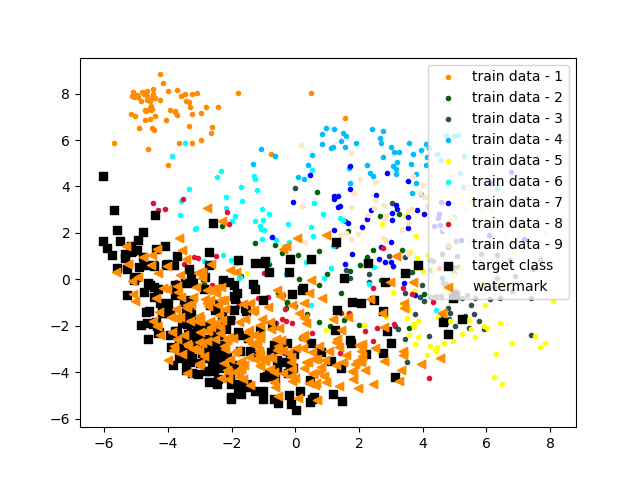 8
6
4
2
0
−2
−4
−6
−6
−4
−2
0
2
4
6
8
train data - 1
train data - 2
train data - 3
train data - 4
train data - 5
train data - 6
train data - 7
train data - 8
train data - 9
target class
watermark